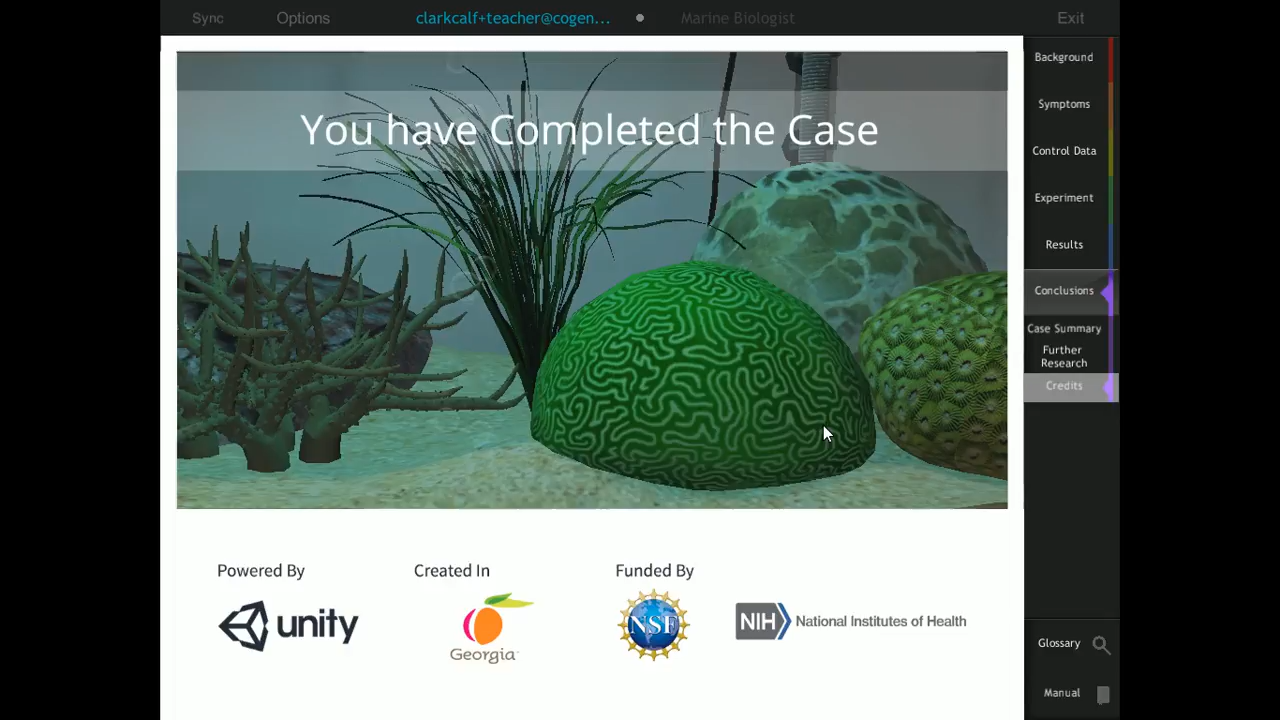 Sync Options clarkcalf+teacher@cogen... Marine Biologist Exit
You have Completed the Case
Background
Symptoms
Control Data
Experiment
Results
Conclusions
Case Summary
Further
Research
Credits
Powered By Created In Funded By
unity
Georgia
NSF
NIH National Institutes of Health
Glossary
Manual